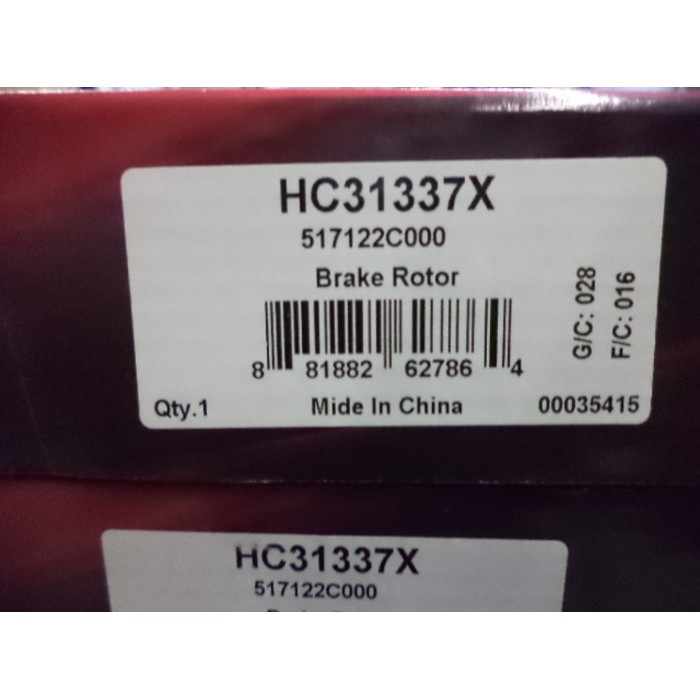 HC31337X
517122C000
Brake Rotor
G/C: 028
F/C: 016
8 81882 62786 4
Qty.1 Mide In China 00035415
HC31337X
517122C000